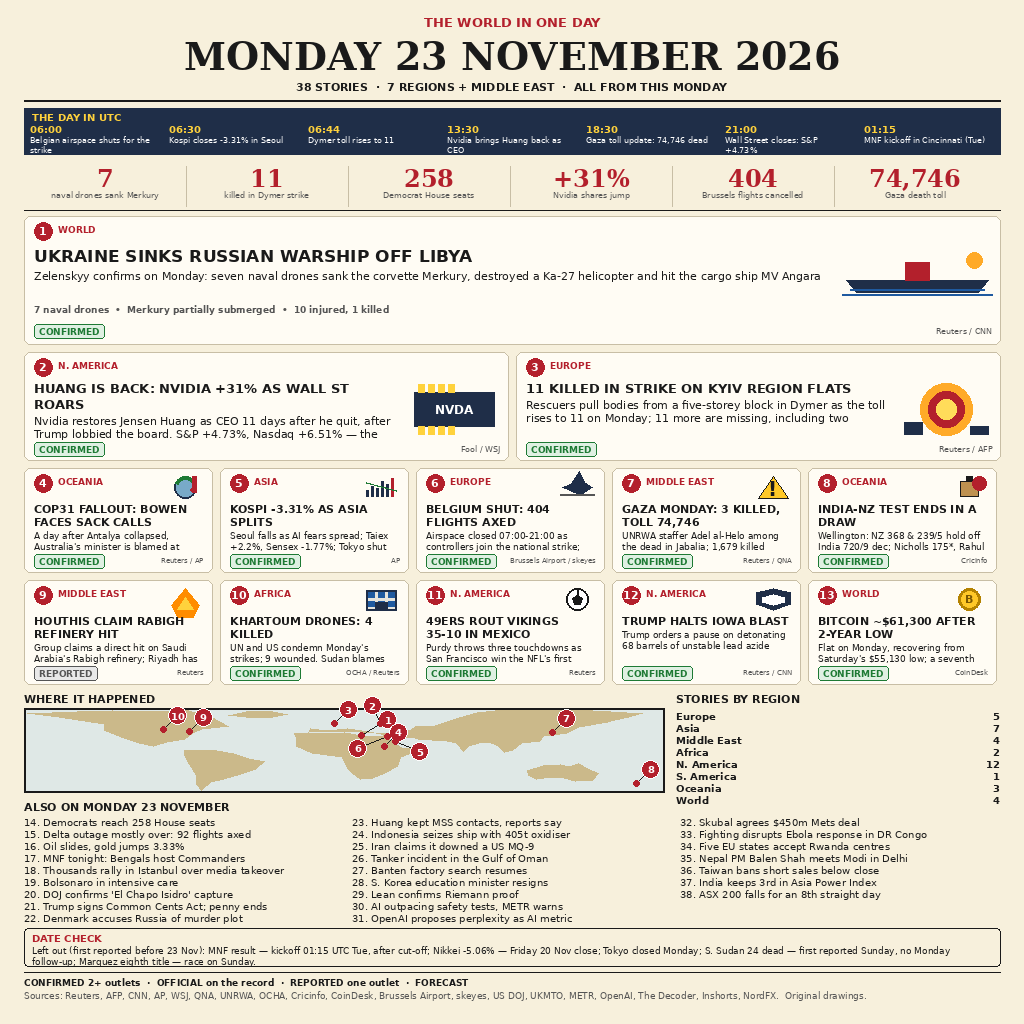 THE WORLD IN ONE DAY
MONDAY 23 NOVEMBER 2026
38 STORIES · 7 REGIONS + MIDDLE EAST · ALL FROM THIS MONDAY
THE DAY IN UTC
06:00
Belgian airspace shuts for the
strike
06:30
Kospi closes -3.31% in Seoul
06:44
Dymer toll rises to 11
13:30
Nvidia brings Huang back as
CEO
18:30
Gaza toll update: 74,746 dead
21:00
Wall Street closes: S&P
+4.73%
01:15
MNF kickoff in Cincinnati (Tue)
7
naval drones sank Merkury
11
killed in Dymer strike
258
Democrat House seats
+31%
Nvidia shares jump
404
Brussels flights cancelled
74,746
Gaza death toll
1 WORLD
UKRAINE SINKS RUSSIAN WARSHIP OFF LIBYA
Zelenskyy confirms on Monday: seven naval drones sank the corvette Merkury, destroyed a Ka-27 helicopter and hit the cargo ship MV Angara
7 naval drones • Merkury partially submerged • 10 injured, 1 killed
CONFIRMED
Reuters / CNN
2 N. AMERICA
HUANG IS BACK: NVIDIA +31% AS WALL ST
ROARS
Nvidia restores Jensen Huang as CEO 11 days after he quit, after
Trump lobbied the board. S&P +4.73%, Nasdaq +6.51% — the
NVDA
CONFIRMED
Fool / WSJ
3 EUROPE
11 KILLED IN STRIKE ON KYIV REGION FLATS
Rescuers pull bodies from a five-storey block in Dymer as the toll
rises to 11 on Monday; 11 more are missing, including two
CONFIRMED
Reuters / AFP
4 OCEANIA
COP31 FALLOUT: BOWEN
FACES SACK CALLS
A day after Antalya collapsed,
Australia's minister is blamed at
CONFIRMED
Reuters / AP
5 ASIA
KOSPI -3.31% AS ASIA
SPLITS
Seoul falls as AI fears spread; Taiex
+2.2%, Sensex -1.77%; Tokyo shut
CONFIRMED
AP
6 EUROPE
BELGIUM SHUT: 404
FLIGHTS AXED
Airspace closed 07:00-21:00 as
controllers join the national strike;
CONFIRMED
Brussels Airport / skeyes
7 MIDDLE EAST
!
GAZA MONDAY: 3 KILLED,
TOLL 74,746
UNRWA staffer Adel al-Helo among
the dead in Jabalia; 1,679 killed
CONFIRMED
Reuters / QNA
8 OCEANIA
INDIA-NZ TEST ENDS IN A
DRAW
Wellington: NZ 368 & 239/5 hold off
India 720/9 dec; Nicholls 175*, Rahul
CONFIRMED
Cricinfo
9 MIDDLE EAST
HOUTHIS CLAIM RABIGH
REFINERY HIT
Group claims a direct hit on Saudi
Arabia's Rabigh refinery; Riyadh has
REPORTED
Reuters
10 AFRICA
KHARTOUM DRONES: 4
KILLED
UN and US condemn Monday's
strikes; 9 wounded. Sudan blames
CONFIRMED
OCHA / Reuters
11 N. AMERICA
49ERS ROUT VIKINGS
35-10 IN MEXICO
Purdy throws three touchdowns as
San Francisco win the NFL's first
CONFIRMED
Reuters
12 N. AMERICA
TRUMP HALTS IOWA BLAST
Trump orders a pause on detonating
68 barrels of unstable lead azide
CONFIRMED
Reuters / CNN
13 WORLD
B
BITCOIN ~$61,300 AFTER
2-YEAR LOW
Flat on Monday, recovering from
Saturday's $55,130 low; a seventh
CONFIRMED
CoinDesk
WHERE IT HAPPENED
10 9 3 2 1 4 6 5 7 8
STORIES BY REGION
Europe 5
Asia 7
Middle East 4
Africa 2
N. America 12
S. America 1
Oceania 3
World 4
ALSO ON MONDAY 23 NOVEMBER
14. Democrats reach 258 House seats
15. Delta outage mostly over: 92 flights axed
16. Oil slides, gold jumps 3.33%
17. MNF tonight: Bengals host Commanders
18. Thousands rally in Istanbul over media takeover
19. Bolsonaro in intensive care
20. DOJ confirms 'El Chapo Isidro' capture
21. Trump signs Common Cents Act; penny ends
22. Denmark accuses Russia of murder plot
23. Huang kept MSS contacts, reports say
24. Indonesia seizes ship with 405t oxidiser
25. Iran claims it downed a US MQ-9
26. Tanker incident in the Gulf of Oman
27. Banten factory search resumes
28. S. Korea education minister resigns
29. Lean confirms Riemann proof
30. AI outpacing safety tests, METR warns
31. OpenAI proposes perplexity as AI metric
32. Skubal agrees $450m Mets deal
33. Fighting disrupts Ebola response in DR Congo
34. Five EU states accept Rwanda centres
35. Nepal PM Balen Shah meets Modi in Delhi
36. Taiwan bans short sales below close
37. India keeps 3rd in Asia Power Index
38. ASX 200 falls for an 8th straight day
DATE CHECK
Left out (first reported before 23 Nov): MNF result — kickoff 01:15 UTC Tue, after cut-off; Nikkei -5.06% — Friday 20 Nov close; Tokyo closed Monday; S. Sudan 24 dead — first reported Sunday, no Monday
follow-up; Marquez eighth title — race on Sunday.
CONFIRMED 2+ outlets · OFFICIAL on the record · REPORTED one outlet · FORECAST
Sources: Reuters, AFP, CNN, AP, WSJ, QNA, UNRWA, OCHA, Cricinfo, CoinDesk, Brussels Airport, skeyes, US DOJ, UKMTO, METR, OpenAI, The Decoder, Inshorts, NordFX. Original drawings.